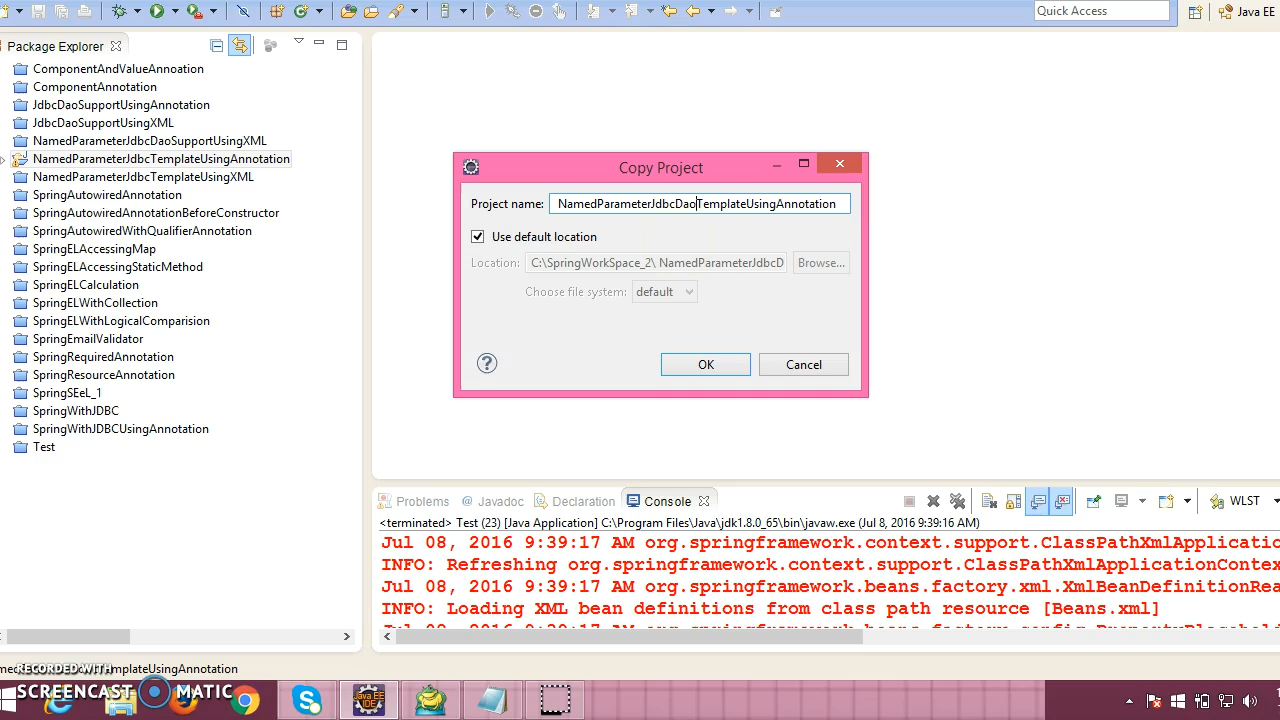 Quick Access
Java EE
Package Explorer
ComponentAndValueAnnoation
ComponentAnnotation
JdbcDaoSupportUsingAnnotation
JdbcDaoSupportUsingXML
NamedParameterJdbcDaoSupportUsingXML
NamedParameterJdbcTemplateUsingAnnotation
NamedParameterJdbcTemplateUsingXML
SpringAutowiredAnnotation
SpringAutowiredAnnotationBeforeConstructor
SpringAutowiredWithQualifierAnnotation
SpringELAccessingMap
SpringELAccessingStaticMethod
SpringELCalculation
SpringELWithCollection
SpringELWithLogicalComparision
SpringEmailValidator
SpringRequiredAnnotation
SpringResourceAnnotation
SpringSEeL_1
SpringWithJDBC
SpringWithJDBCUsingAnnotation
Test
Copy Project
Project name: NamedParameterJdbcDaoTemplateUsingAnnotation
Use default location
Location: C:\SpringWorkSpace_2\ NamedParameterJdbcD Browse...
Choose file system: default
OK Cancel
Problems @ Javadoc Declaration Console
<terminated> Test (23) [Java Application] C:\Program Files\Java\jdk1.8.0_65\bin\javaw.exe (Jul 8, 2016 9:39:16 AM)
WLST
Jul 08, 2016 9:39:17 AM org.springframework.context.support.ClassPathXmlApplicatio
INFO: Refreshing org.springframework.context.support.ClassPathXmlApplicationContex
Jul 08, 2016 9:39:17 AM org.springframework.beans.factory.xml.XmlBeanDefinitionRea
INFO: Loading XML bean definitions from class path resource [Beans.xml]
RECORDED WITH
SCREENCAST MATIC
Java EE
IDE